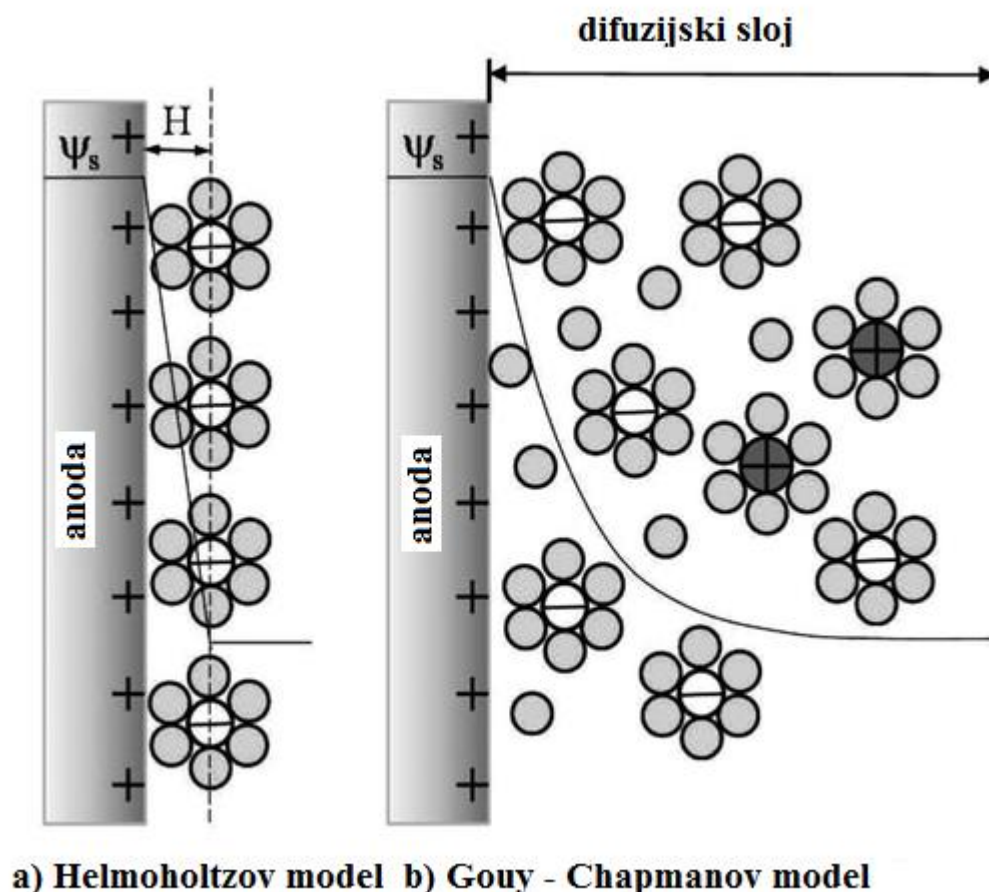 difuzijski sloj
H
Ψs
Ψs
anoda
anoda
a) Helmoholtzov model b) Gouy - Chapmanov model